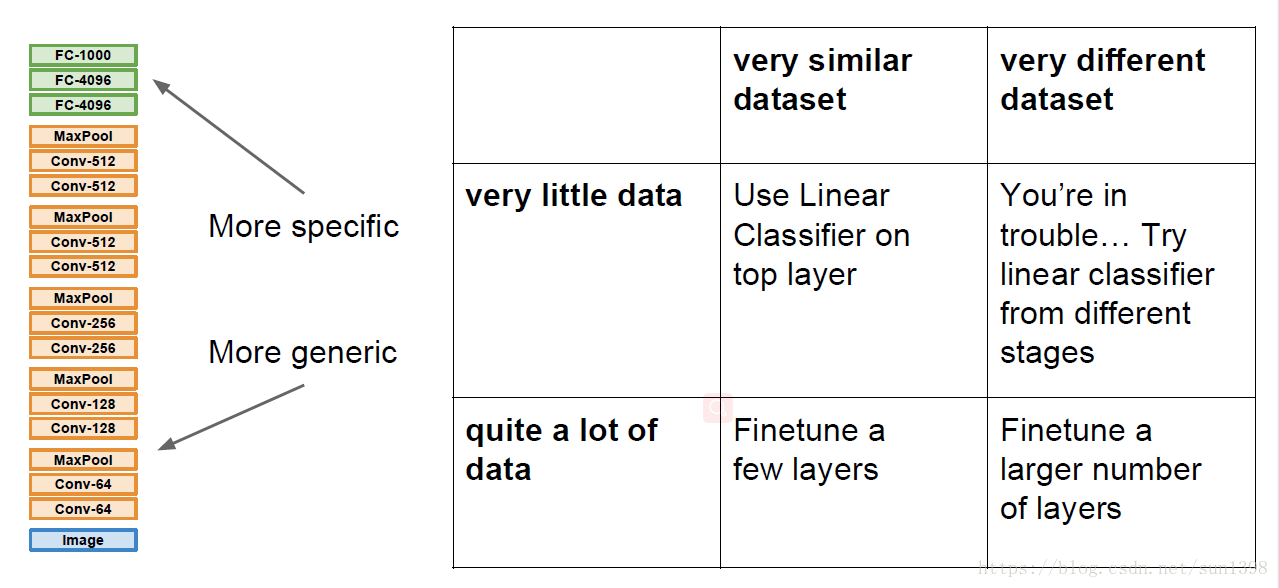 FC-1000
FC-4096
FC-4096
MaxPool
Conv-512
Conv-512
MaxPool
Conv-512
Conv-512
MaxPool
Conv-256
Conv-256
MaxPool
Conv-128
Conv-128
MaxPool
Conv-64
Conv-64
Image
More specific
More generic
very similar
dataset
very different
dataset
very little data
Use Linear
Classifier on
top layer
You’re in
trouble… Try
linear classifier
from different
stages
quite a lot of
data
Finetune a
few layers
Finetune a
larger number
of layers
https://blog.csdn.net/sun1398